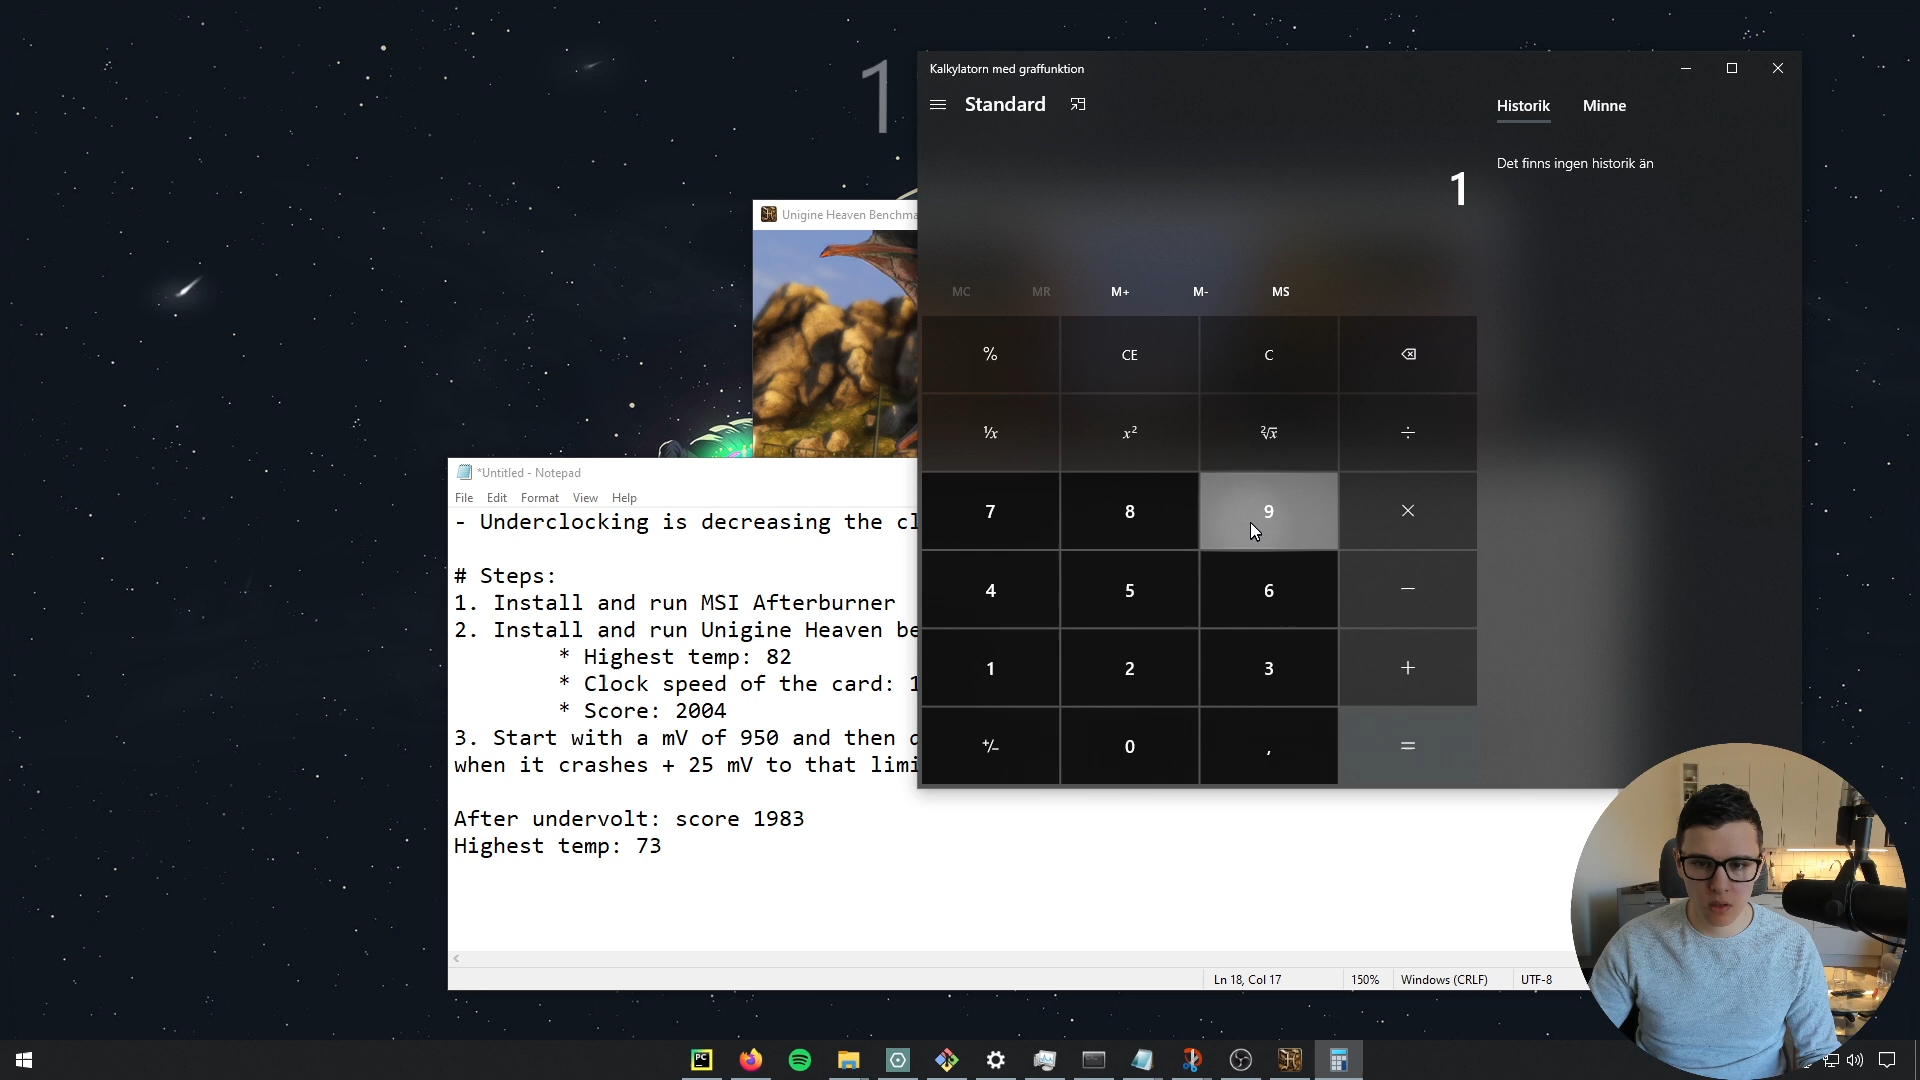 1
Kalkylatorn med graffunktion
Standard
Historik
Minne
Det finns ingen historik än
1
Unigine Heaven Benchma
MC
MR
M+
M-
MS
%
CE
C
⌫
¹/x
x²
²√x
÷
7
8
9
×
4
5
6
−
1
2
3
+
+/−
0
,
=
*Untitled - Notepad
File
Edit
Format
View
Help
- Underclocking is decreasing the cl
# Steps:
1. Install and run MSI Afterburner
2. Install and run Unigine Heaven be
* Highest temp: 82
* Clock speed of the card: 1
* Score: 2004
3. Start with a mV of 950 and then d
when it crashes + 25 mV to that limi
After undervolt: score 1983
Highest temp: 73
Ln 18, Col 17
150%
Windows (CRLF)
UTF-8
PC